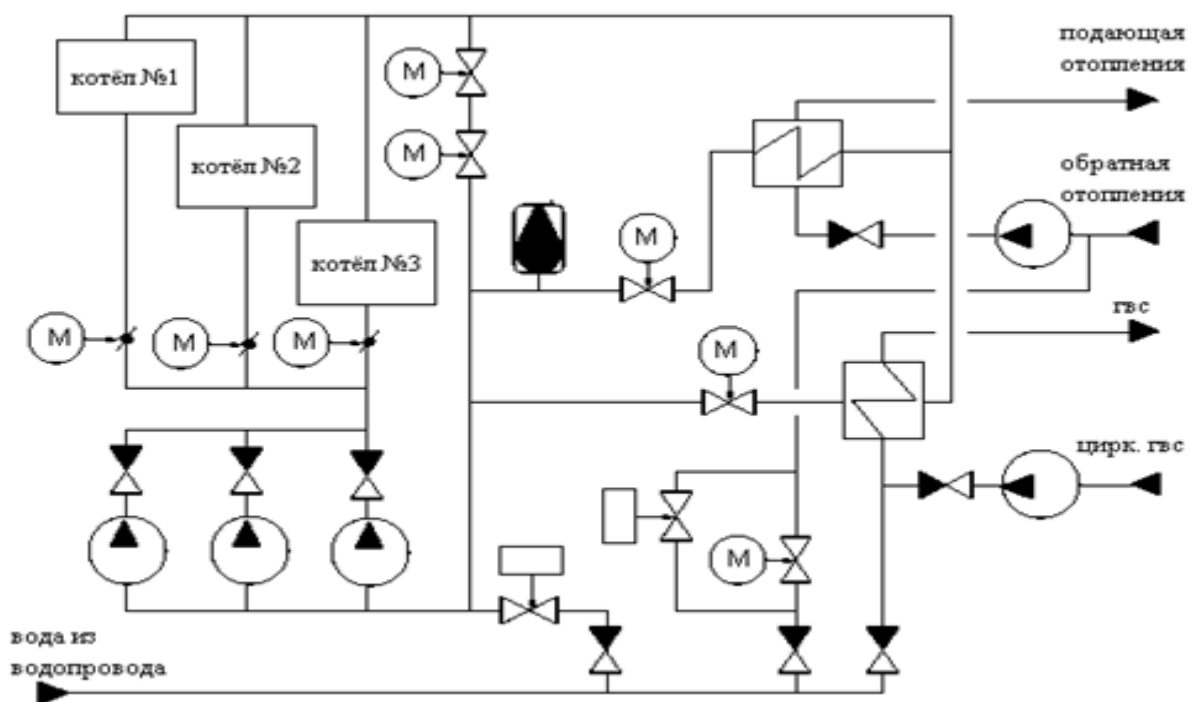 подающая
отопления
котёл №1
М
М
котёл №2
обратная
отопления
М
котёл №3
гвс
М
М
М
М
цирк. гвс
М
вода из
водопровода